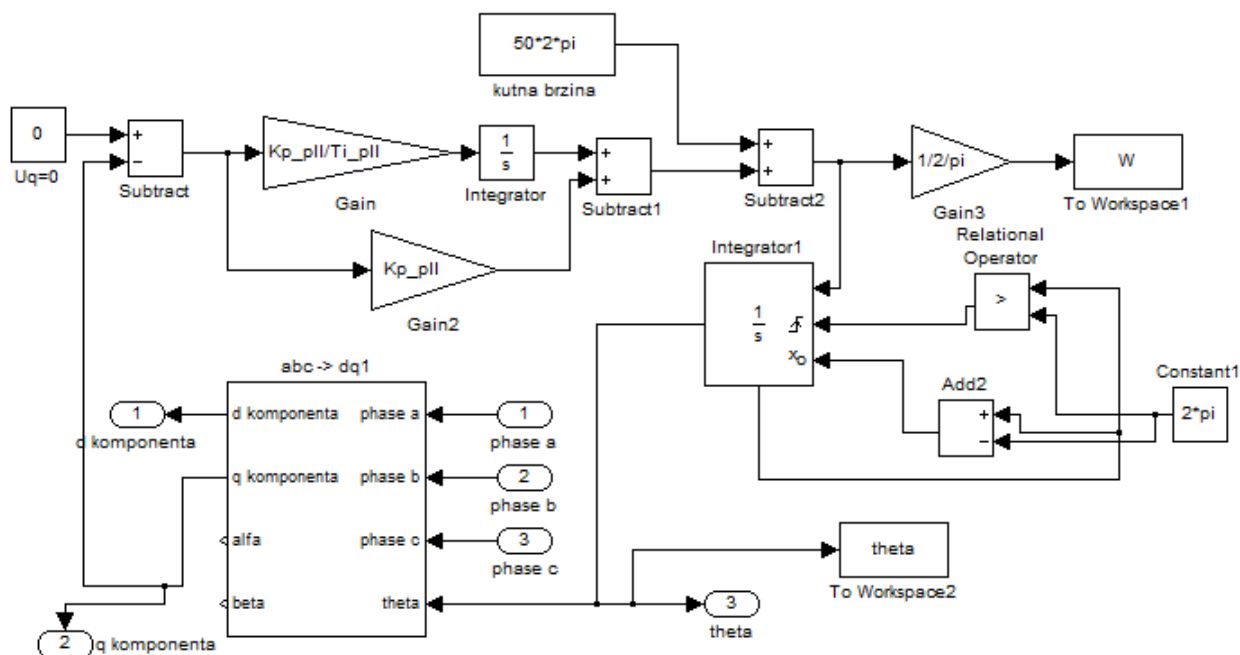 50*2*pi
kutna brzina
0
+
−
Uq=0
Subtract
Kp_pll/Ti_pll
Gain
1
s
Integrator
+
+
Subtract1
+
+
Subtract2
1/2/pi
Gain3
W
To Workspace1
Kp_pll
Gain2
Integrator1
1
s
xo
Relational
Operator
>
Add2
+
−
Constant1
2*pi
abc -> dq1
d komponenta
q komponenta
alfa
beta
phase a
phase b
phase c
theta
1
d komponenta
2
q komponenta
1
phase a
2
phase b
3
phase c
theta
To Workspace2
3
theta